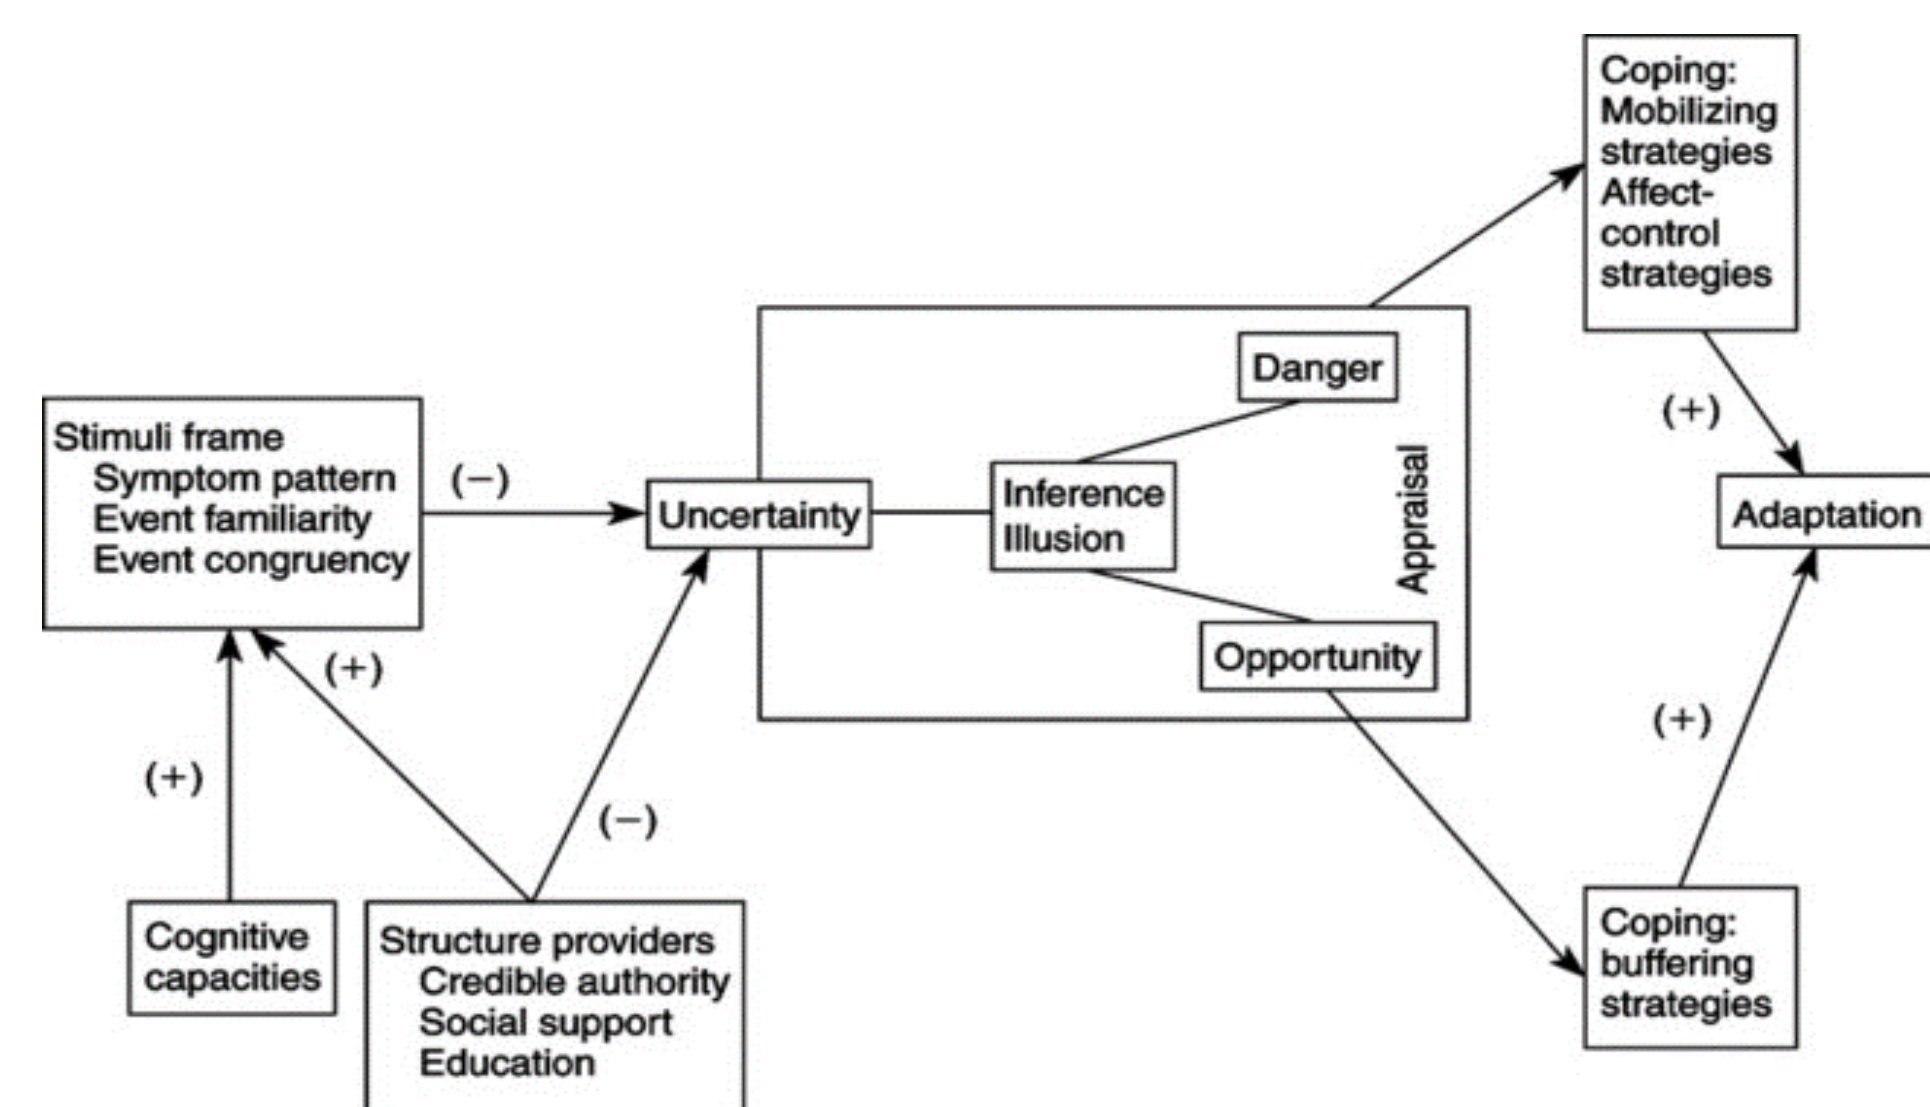 Coping:
Mobilizing
strategies
Affect-
control
strategies
Danger
(+)
Stimuli frame
Symptom pattern
Event familiarity
Event congruency
(−)
Uncertainty
Inference
Illusion
Appraisal
Adaptation
Opportunity
(+)
(+)
(−)
(+)
Cognitive
capacities
Structure providers
Credible authority
Social support
Education
Coping:
buffering
strategies